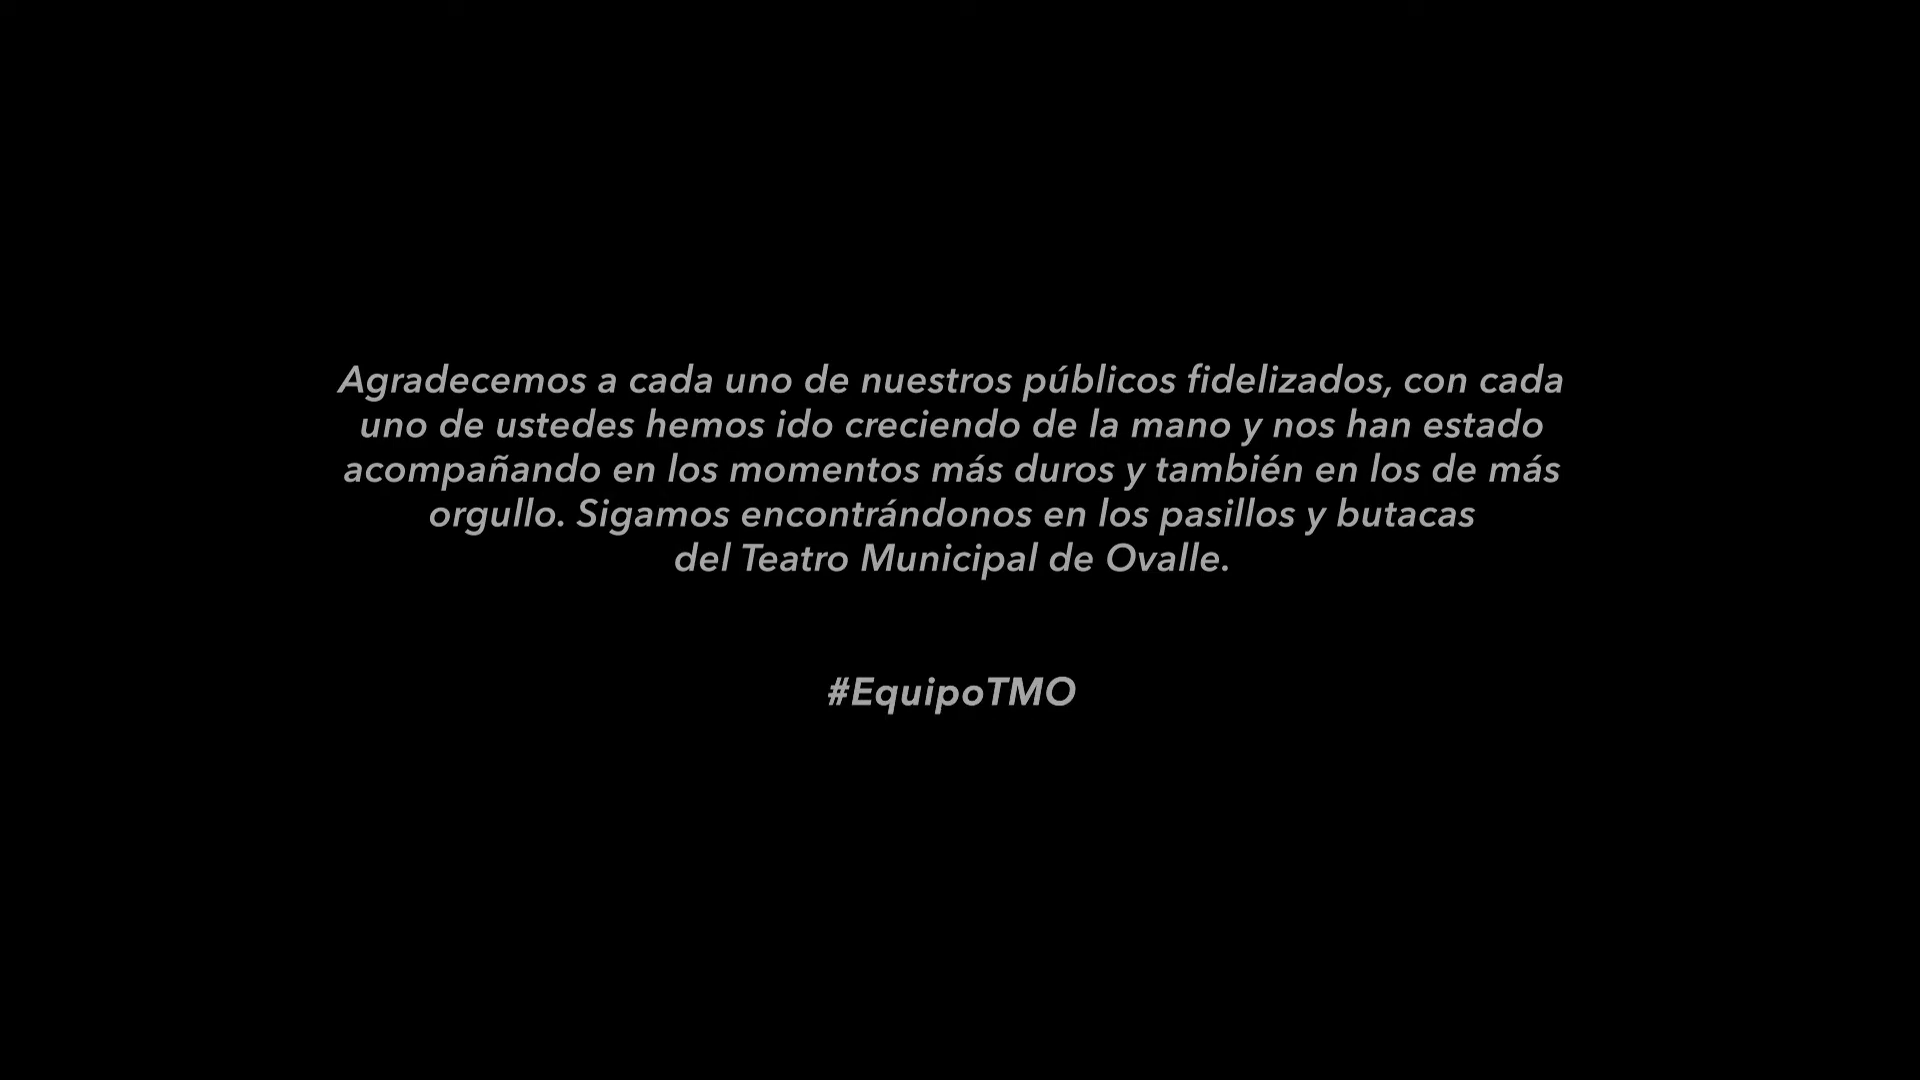 Agradecemos a cada uno de nuestros públicos fidelizados, con cada
uno de ustedes hemos ido creciendo de la mano y nos han estado
acompañando en los momentos más duros y también en los de más
orgullo. Sigamos encontrándonos en los pasillos y butacas
del Teatro Municipal de Ovalle.
#EquipoTMO